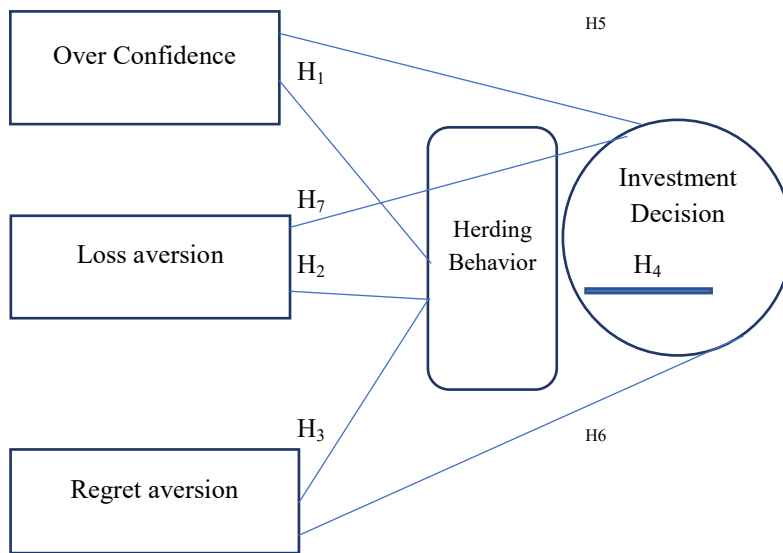 H5
Over Confidence
H₁
Investment
Decision
H₇
Herding
Behavior
Loss aversion
H₂
H₄
H₃
H6
Regret aversion